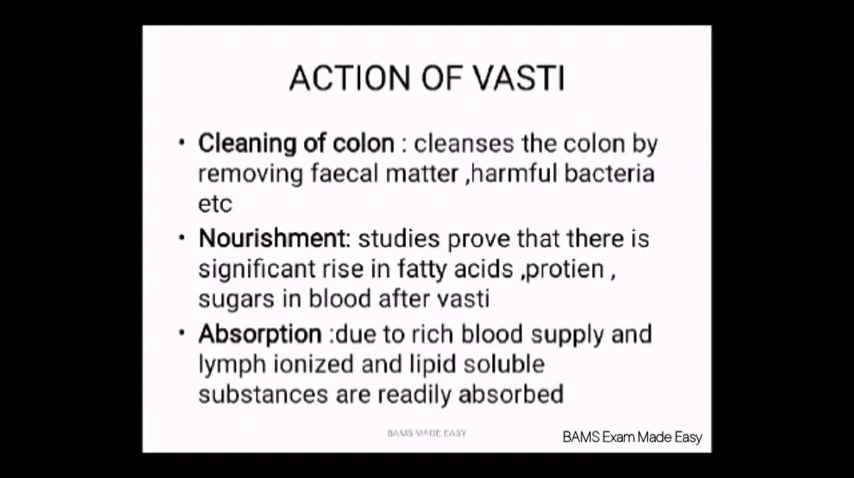 ACTION OF VASTI
• Cleaning of colon : cleanses the colon by
removing faecal matter ,harmful bacteria
etc
• Nourishment: studies prove that there is
significant rise in fatty acids ,protien ,
sugars in blood after vasti
• Absorption :due to rich blood supply and
lymph ionized and lipid soluble
substances are readily absorbed
BAMS MADE EASY
BAMS Exam Made Easy